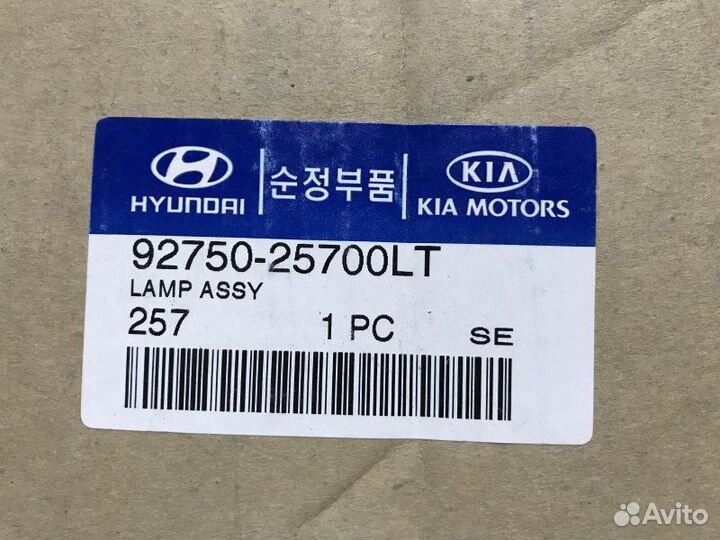 HYUNDAI 순정부품 KIA
KIA MOTORS
92750-25700LT
LAMP ASSY
257 1 PC SE
Avito